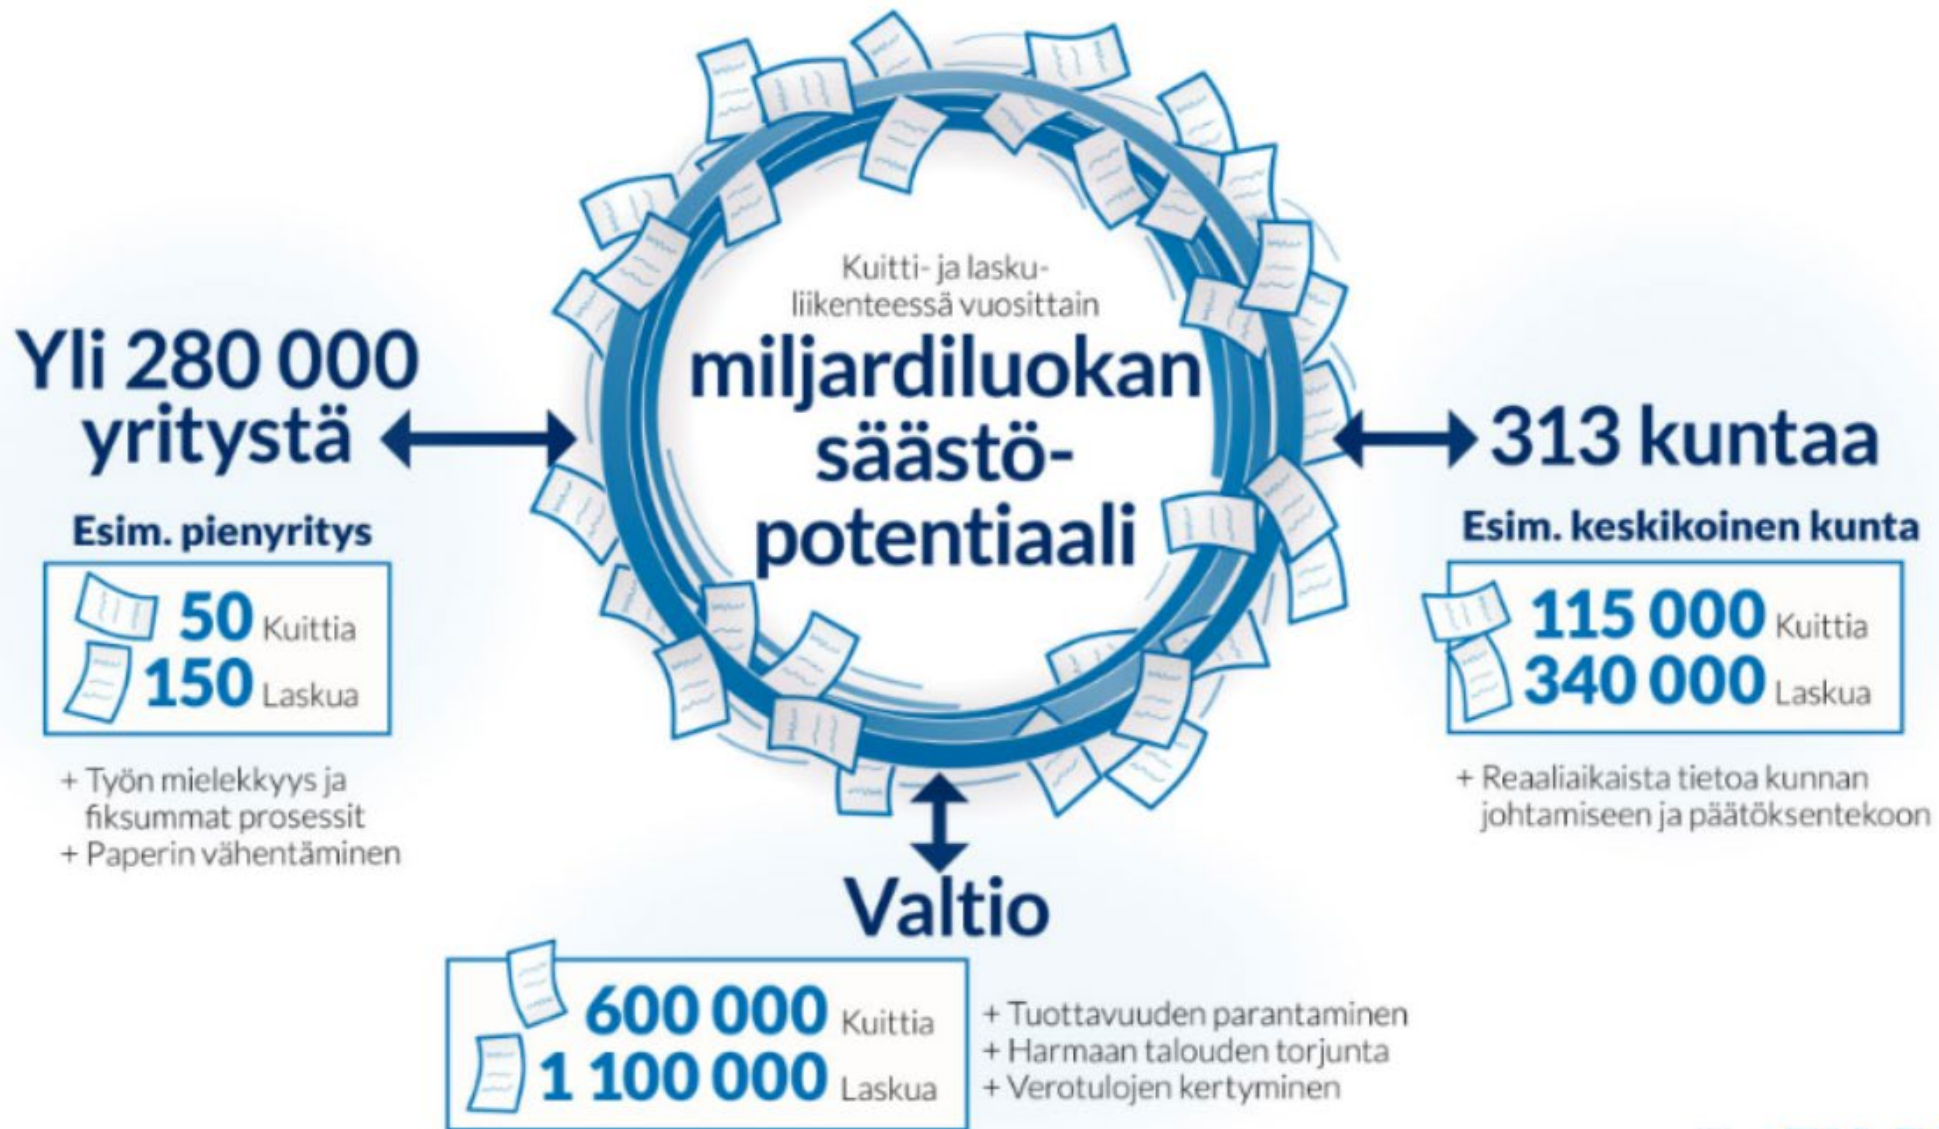 Kuitti- ja lasku-
liikenteessä vuosittain
miljardiluokan
säästö-
potentiaali
Yli 280 000
yritystä
Esim. pienyritys
50 Kuittia
150 Laskua
+ Työn mielekkyys ja
fiksummat prosessit
+ Paperin vähentäminen
313 kuntaa
Esim. keskikoinen kunta
115 000 Kuittia
340 000 Laskua
+ Reaaliaikaista tietoa kunnan
johtamiseen ja päätöksentekoon
Valtio
600 000 Kuittia
1 100 000 Laskua
+ Tuottavuuden parantaminen
+ Harmaan talouden torjunta
+ Verotulojen kertyminen